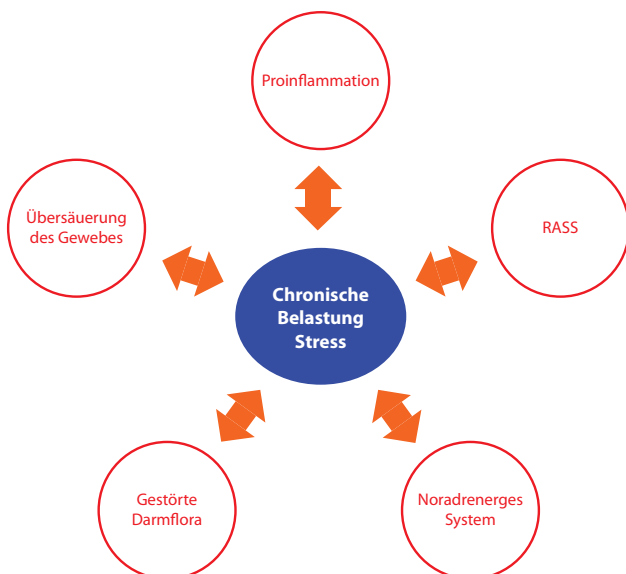 Proinflammation
Übersäuerung
des Gewebes
RASS
Chronische
Belastung
Stress
Gestörte
Darmflora
Noradrenerges
System